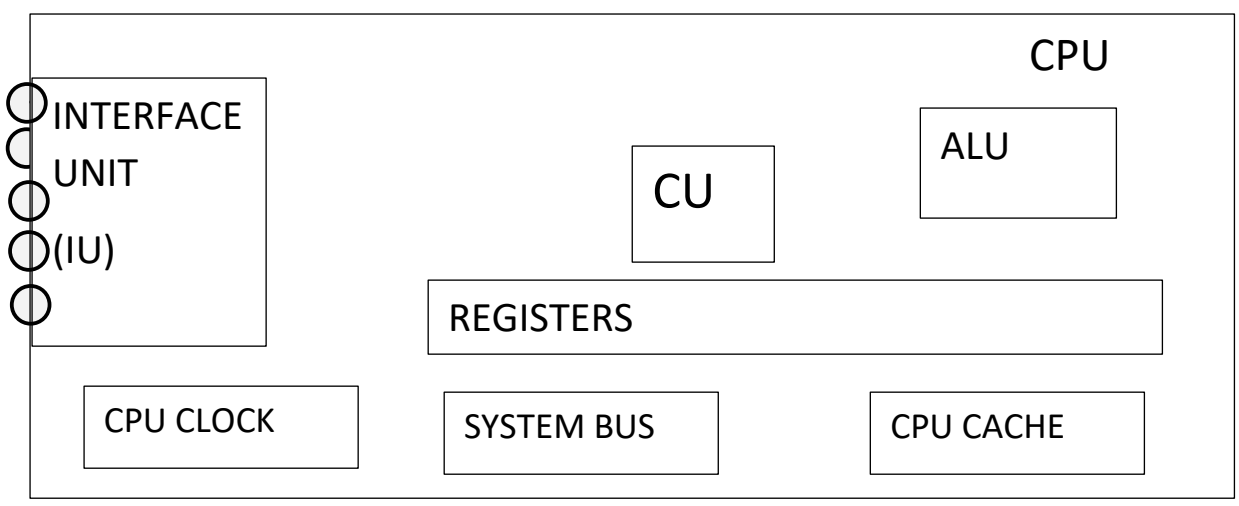 CPU
INTERFACE
UNIT
(IU)
ALU
CU
REGISTERS
CPU CLOCK
SYSTEM BUS
CPU CACHE